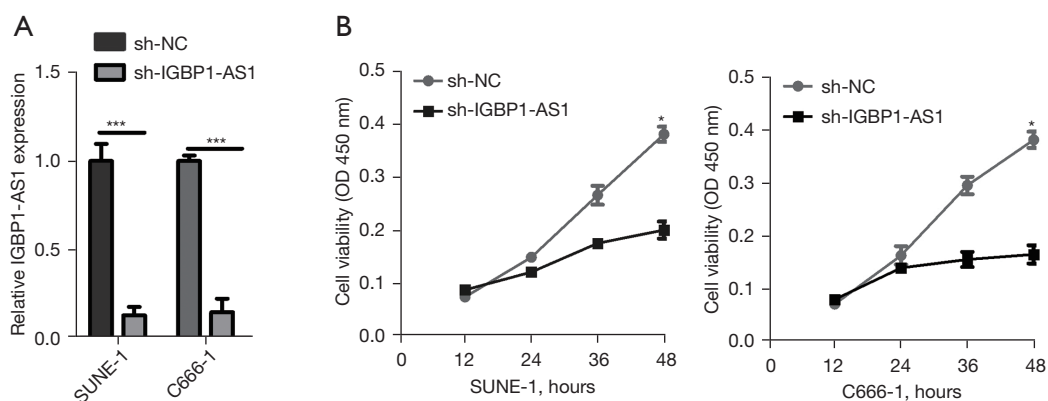 A
sh-NC
sh-IGBP1-AS1
Relative IGBP1-AS1 expression
1.5
1.0
0.5
0.0
***
***
SUNE-1
C666-1
B
Cell viability (OD 450 nm)
0.5
0.4
0.3
0.2
0.1
0.0
sh-NC
sh-IGBP1-AS1
*
0 12 24 36 48
SUNE-1, hours
Cell viability (OD 450 nm)
0.5
0.4
0.3
0.2
0.1
0.0
sh-NC
sh-IGBP1-AS1
*
0 12 24 36 48
C666-1, hours